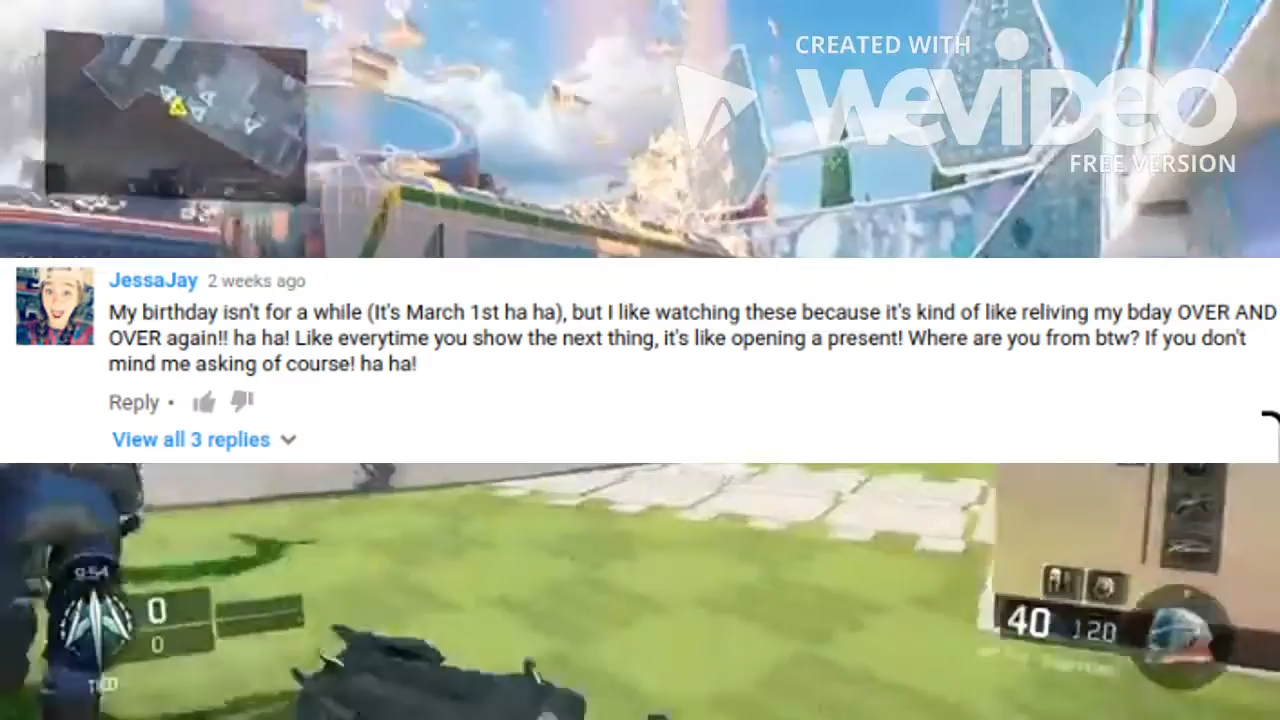 CREATED WITH
WEVIDEO
FREE VERSION
JessaJay 2 weeks ago
My birthday isn't for a while (It's March 1st ha ha), but I like watching these because it's kind of like reliving my bday OVER AND
OVER again!! ha ha! Like everytime you show the next thing, it's like opening a present! Where are you from btw? If you don't
mind me asking of course! ha ha!
Reply •
View all 3 replies
9:54
0
0
TIED
40 120